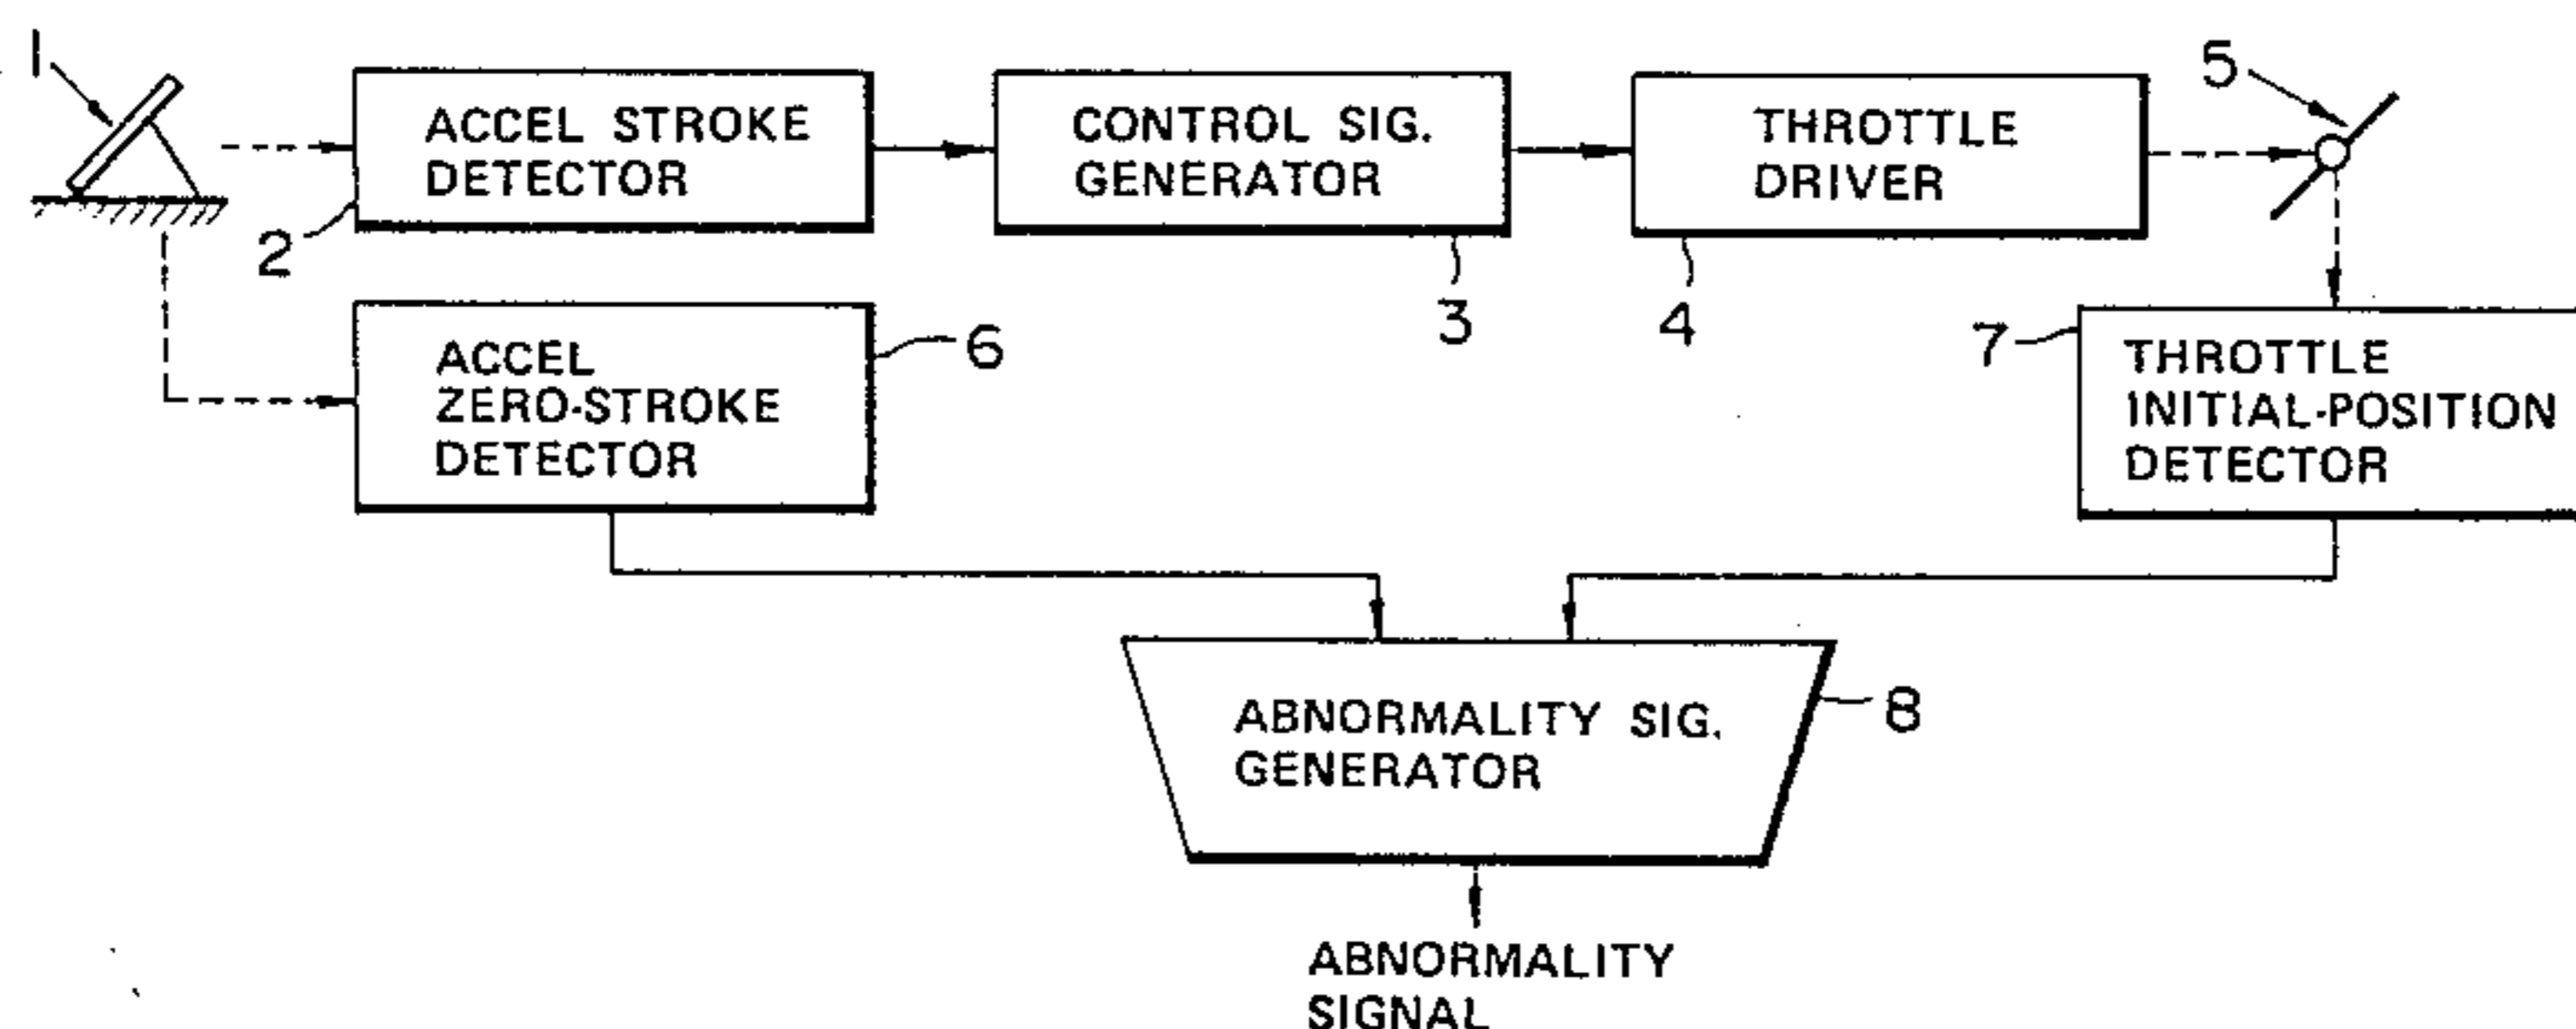 1
ACCEL STROKE
DETECTOR
2
CONTROL SIG.
GENERATOR
3
THROTTLE
DRIVER
4
5
ACCEL
ZERO-STROKE
DETECTOR
6
7
THROTTLE
INITIAL-POSITION
DETECTOR
ABNORMALITY SIG.
GENERATOR
8
ABNORMALITY
SIGNAL